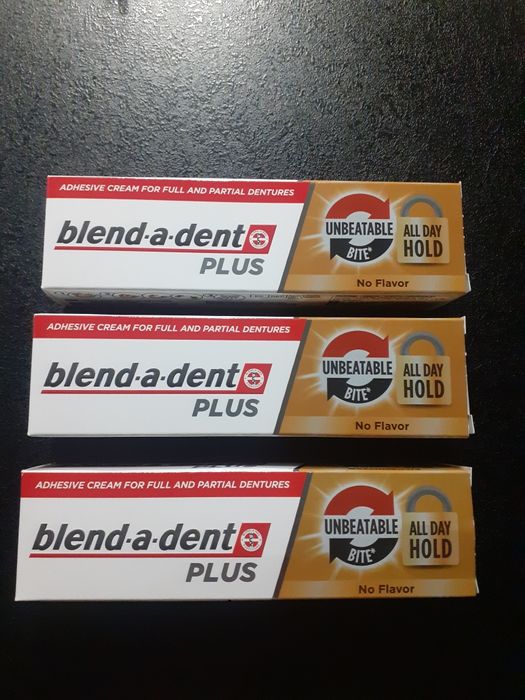 ADHESIVE CREAM FOR FULL AND PARTIAL DENTURES
blend-a-dent
PLUS
UNBEATABLE
BITE*
ALL DAY
HOLD
No Flavor
ADHESIVE CREAM FOR FULL AND PARTIAL DENTURES
blend-a-dent
PLUS
UNBEATABLE
BITE*
ALL DAY
HOLD
No Flavor
ADHESIVE CREAM FOR FULL AND PARTIAL DENTURES
blend-a-dent
PLUS
UNBEATABLE
BITE*
ALL DAY
HOLD
No Flavor